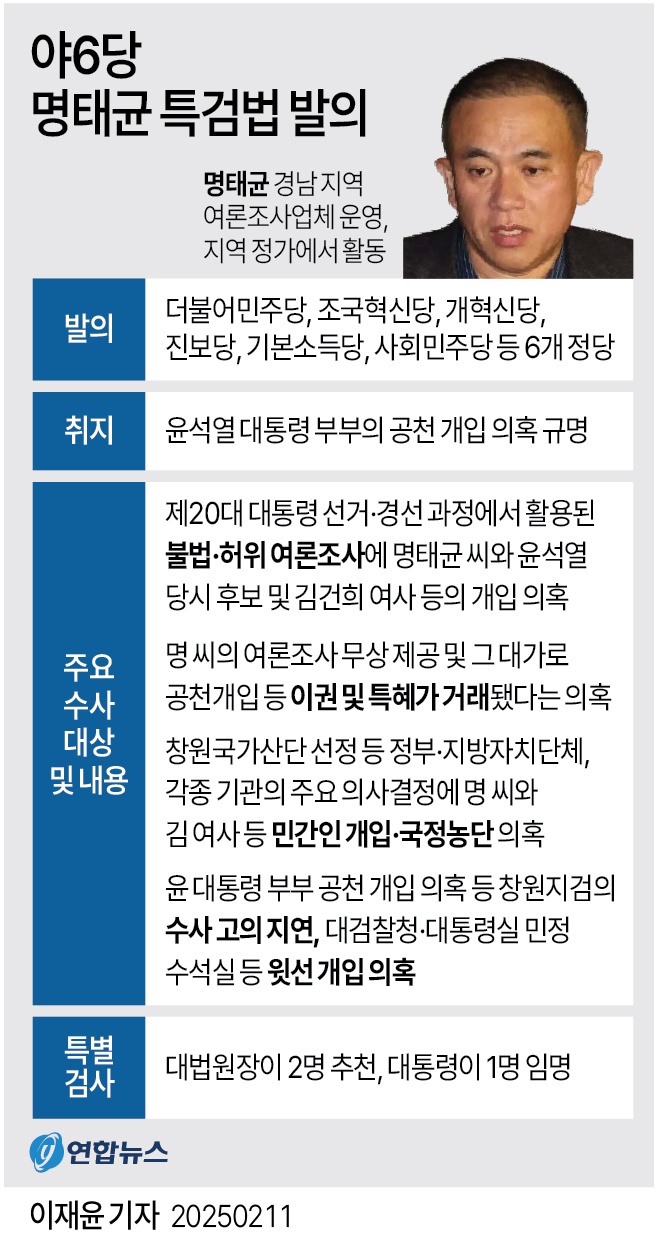 야6당
명태균 특검법 발의
명태균 경남 지역
여론조사업체 운영,
지역 정가에서 활동
발의
더불어민주당, 조국혁신당, 개혁신당,
진보당, 기본소득당, 사회민주당 등 6개 정당
취지
윤석열 대통령 부부의 공천 개입 의혹 규명
주요
수사
대상
및 내용
제20대 대통령 선거·경선 과정에서 활용된
불법·허위 여론조사에 명태균 씨와 윤석열
당시 후보 및 김건희 여사 등의 개입 의혹
명 씨의 여론조사 무상 제공 및 그 대가로
공천개입 등 이권 및 특혜가 거래됐다는 의혹
창원국가산단 선정 등 정부·지방자치단체,
각종 기관의 주요 의사결정에 명 씨와
김 여사 등 민간인 개입·국정농단 의혹
윤 대통령 부부 공천 개입 의혹 등 창원지검의
수사 고의 지연, 대검찰청·대통령실 민정
수석실 등 윗선 개입 의혹
특별
검사
대법원장이 2명 추천, 대통령이 1명 임명
연합뉴스
이재윤 기자 20250211